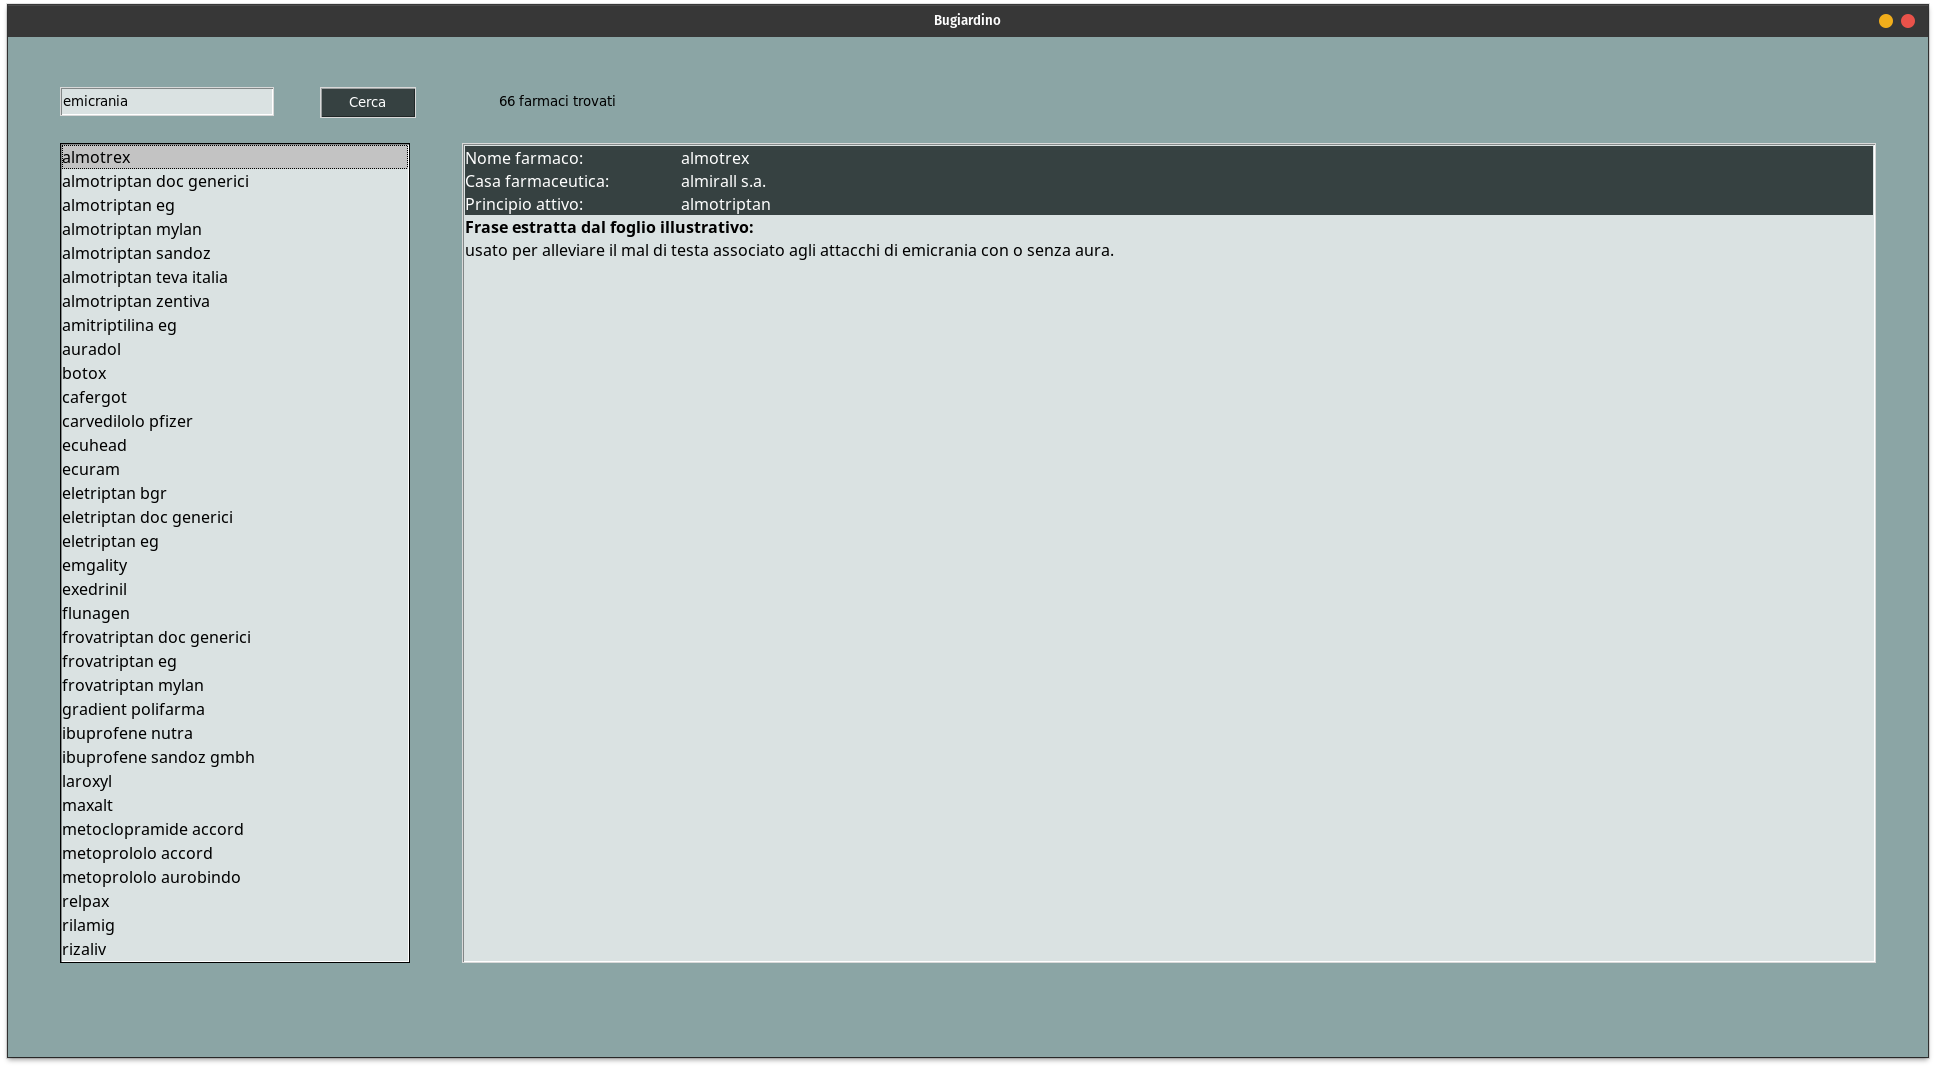 Bugiardino
emicrania
Cerca
66 farmaci trovati
almotrex
almotriptan doc generici
almotriptan eg
almotriptan mylan
almotriptan sandoz
almotriptan teva italia
almotriptan zentiva
amitriptilina eg
auradol
botox
cafergot
carvedilolo pfizer
ecuhead
ecuram
eletriptan bgr
eletriptan doc generici
eletriptan eg
emgality
exedrinil
flunagen
frovatriptan doc generici
frovatriptan eg
frovatriptan mylan
gradient polifarma
ibuprofene nutra
ibuprofene sandoz gmbh
laroxyl
maxalt
metoclopramide accord
metoprololo accord
metoprololo aurobindo
relpax
rilamig
rizaliv
Nome farmaco: almotrex
Casa farmaceutica: almirall s.a.
Principio attivo: almotriptan
Frase estratta dal foglio illustrativo:
usato per alleviare il mal di testa associato agli attacchi di emicrania con o senza aura.